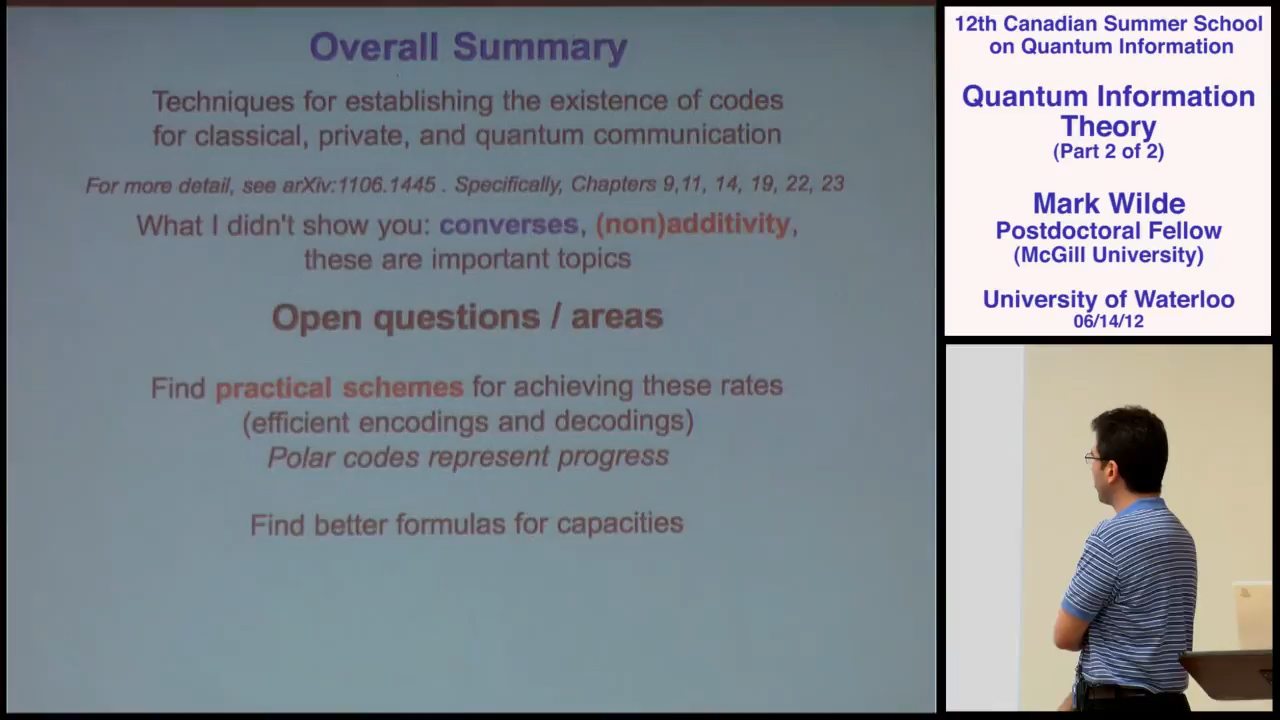 Overall Summary
Techniques for establishing the existence of codes
for classical, private, and quantum communication
For more detail, see arXiv:1106.1445 . Specifically, Chapters 9,11, 14, 19, 22, 23
What I didn't show you: converses, (non)additivity,
these are important topics
Open questions / areas
Find practical schemes for achieving these rates
(efficient encodings and decodings)
Polar codes represent progress
Find better formulas for capacities
12th Canadian Summer School
on Quantum Information
Quantum Information
Theory
(Part 2 of 2)
Mark Wilde
Postdoctoral Fellow
(McGill University)
University of Waterloo
06/14/12